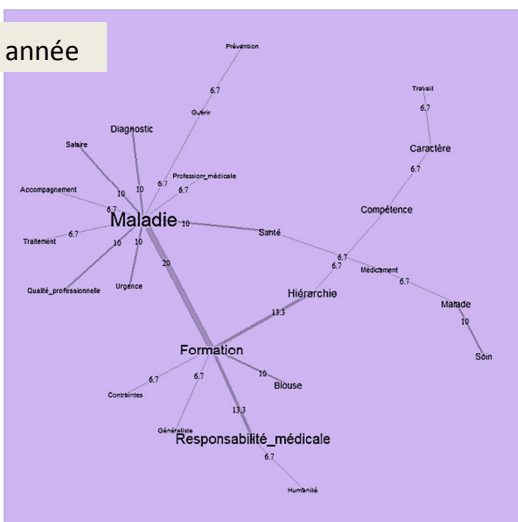 année
Prévention
6.7
Travail
Guérir
6.7
Diagnostic
Salaire
Caractère
6.7
Profession_médicale
6.7
6.7
10
10
Accompagnement
6.7
Maladie
Compétence
10
Santé
Traitement
6.7
10
10
6.7
6.7
20
Médicament
6.7
Qualité_professionnelle
Urgence
Hiérarchie
Malade
13.3
10
Formation
Soin
6.7
6.7
10
Blouse
Contraintes
13.3
Généraliste
Responsabilité_médicale
6.7
Humanité